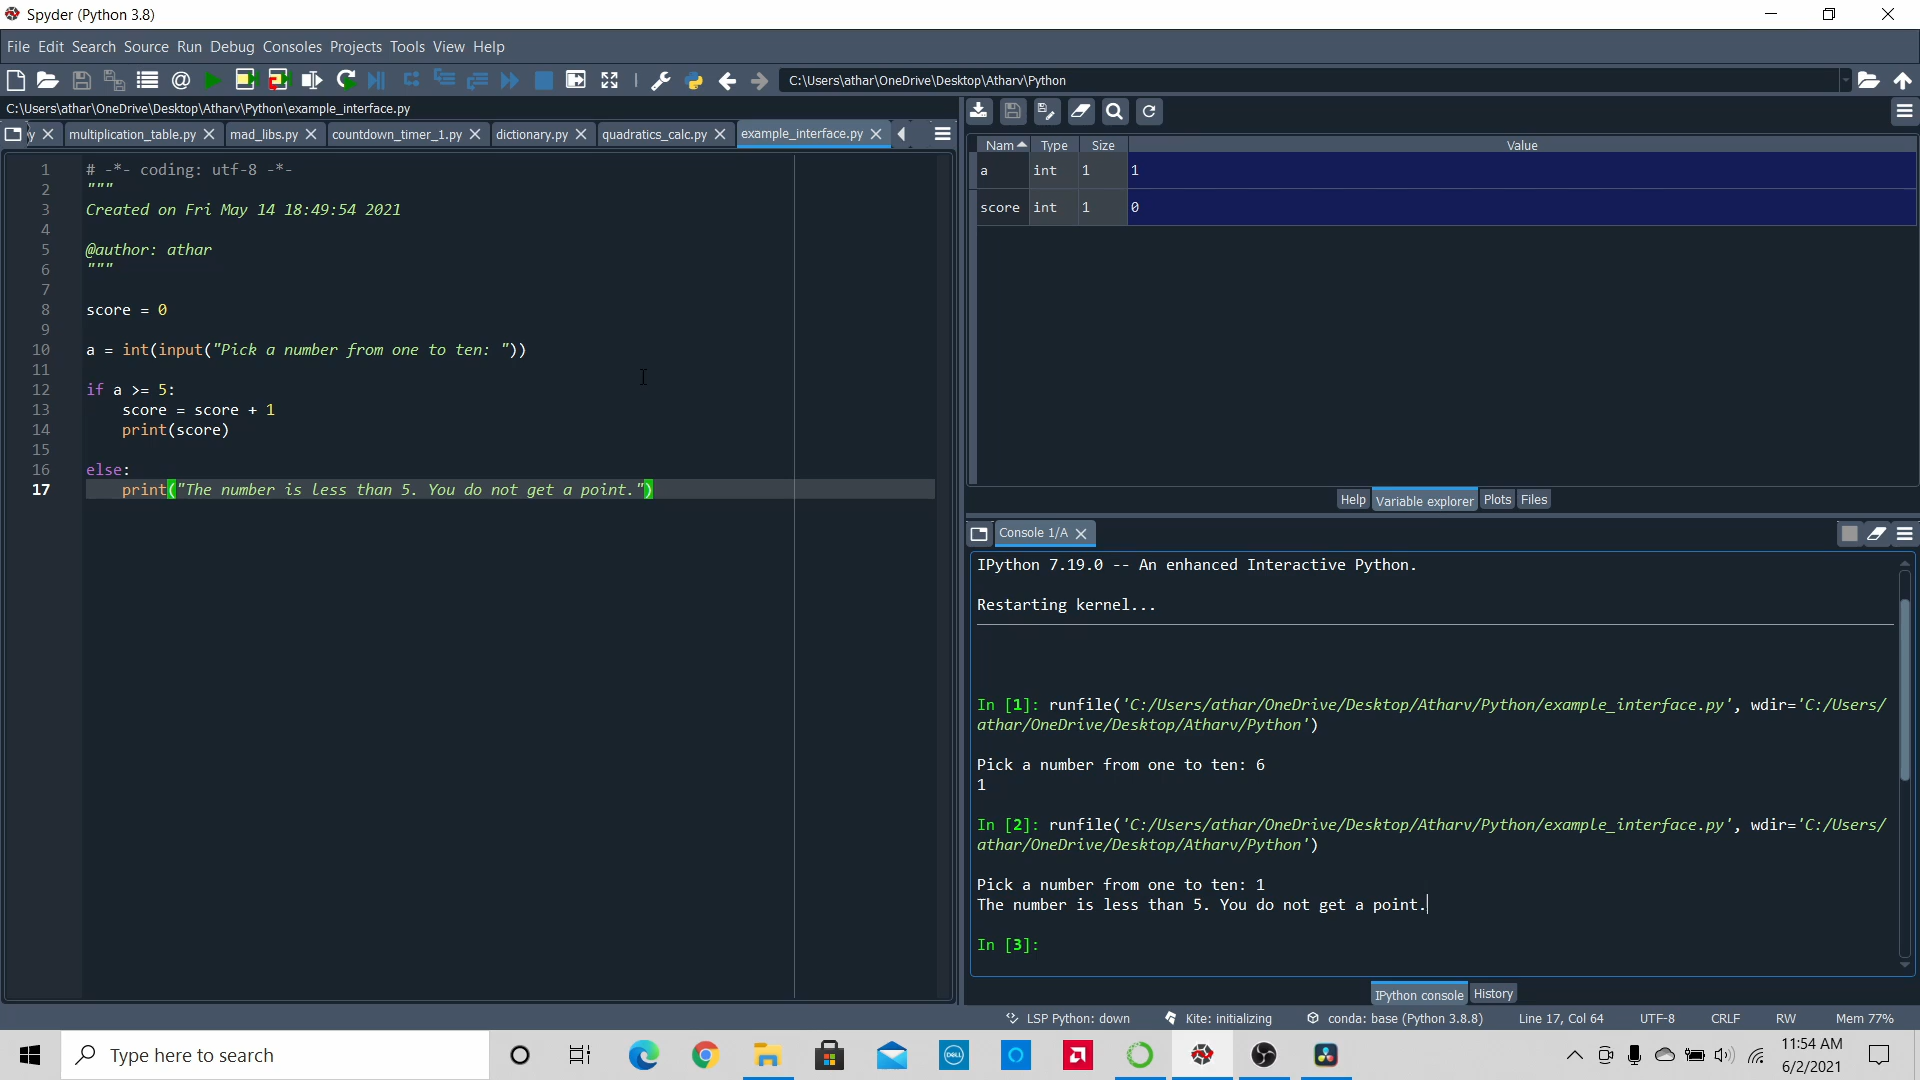 Spyder (Python 3.8)
File Edit Search Source Run Debug Consoles Projects Tools View Help
C:\Users\athar\OneDrive\Desktop\Atharv\Python
C:\Users\athar\OneDrive\Desktop\Atharv\Python\example_interface.py
y multiplication_table.py mad_libs.py countdown_timer_1.py dictionary.py quadratics_calc.py example_interface.py
1 # -*- coding: utf-8 -*-
2 """
3 Created on Fri May 14 18:49:54 2021
4
5 @author: athar
6 """
7
8 score = 0
9
10 a = int(input("Pick a number from one to ten: "))
11
12 if a >= 5:
13 score = score + 1
14 print(score)
15
16 else:
17 print("The number is less than 5. You do not get a point.")
Nam Type Size Value
a int 1 1
score int 1 0
Help Variable explorer Plots Files
Console 1/A
IPython 7.19.0 -- An enhanced Interactive Python.
Restarting kernel...
In [1]: runfile('C:/Users/athar/OneDrive/Desktop/Atharv/Python/example_interface.py', wdir='C:/Users/
athar/OneDrive/Desktop/Atharv/Python')
Pick a number from one to ten: 6
1
In [2]: runfile('C:/Users/athar/OneDrive/Desktop/Atharv/Python/example_interface.py', wdir='C:/Users/
athar/OneDrive/Desktop/Atharv/Python')
Pick a number from one to ten: 1
The number is less than 5. You do not get a point.
In [3]:
IPython console History
LSP Python: down Kite: initializing conda: base (Python 3.8.8) Line 17, Col 64 UTF-8 CRLF RW Mem 77%
Type here to search
DELL
11:54 AM
6/2/2021